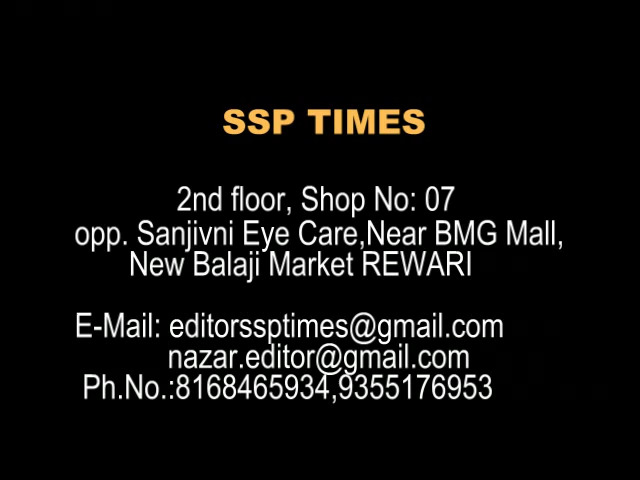 SSP TIMES
2nd floor, Shop No: 07
opp. Sanjivni Eye Care,Near BMG Mall,
New Balaji Market REWARI
E-Mail: editorssptimes@gmail.com
nazar.editor@gmail.com
Ph.No.:8168465934,9355176953